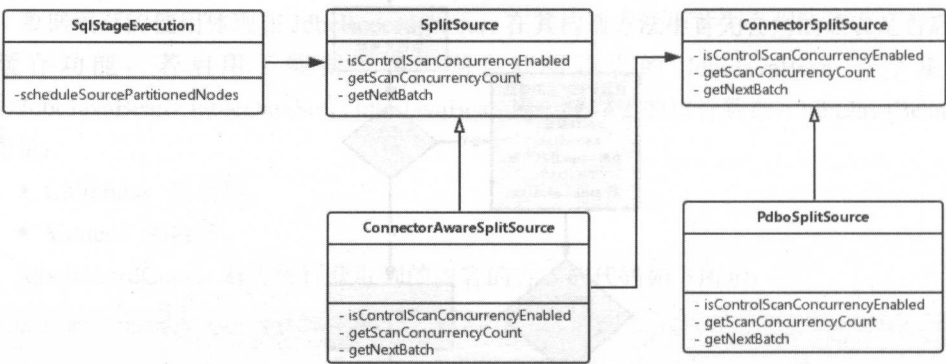 SqlStageExecution
-scheduleSourcePartitionedNodes
SplitSource
- isControlScanConcurrencyEnabled
- getScanConcurrencyCount
- getNextBatch
ConnectorSplitSource
- isControlScanConcurrencyEnabled
- getScanConcurrencyCount
- getNextBatch
ConnectorAwareSplitSource
- isControlScanConcurrencyEnabled
- getScanConcurrencyCount
- getNextBatch
PdboSplitSource
- isControlScanConcurrencyEnabled
- getScanConcurrencyCount
- getNextBatch